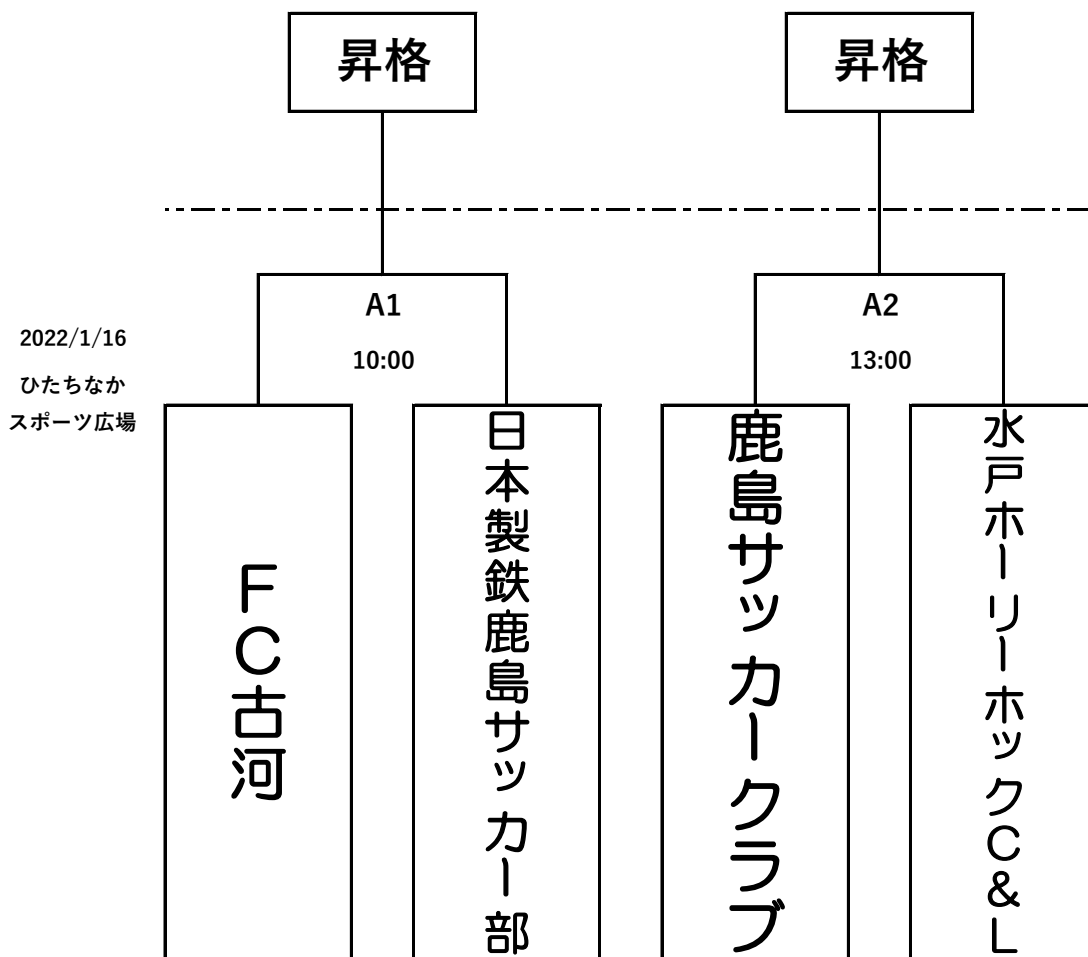 昇格
昇格
A1
A2
2022/1/16
10:00
13:00
ひたちなか
スポーツ広場
FC古河
日本製鉄鹿島サッカー部
鹿島サッカークラブ
水戸ホーリーホックC&L